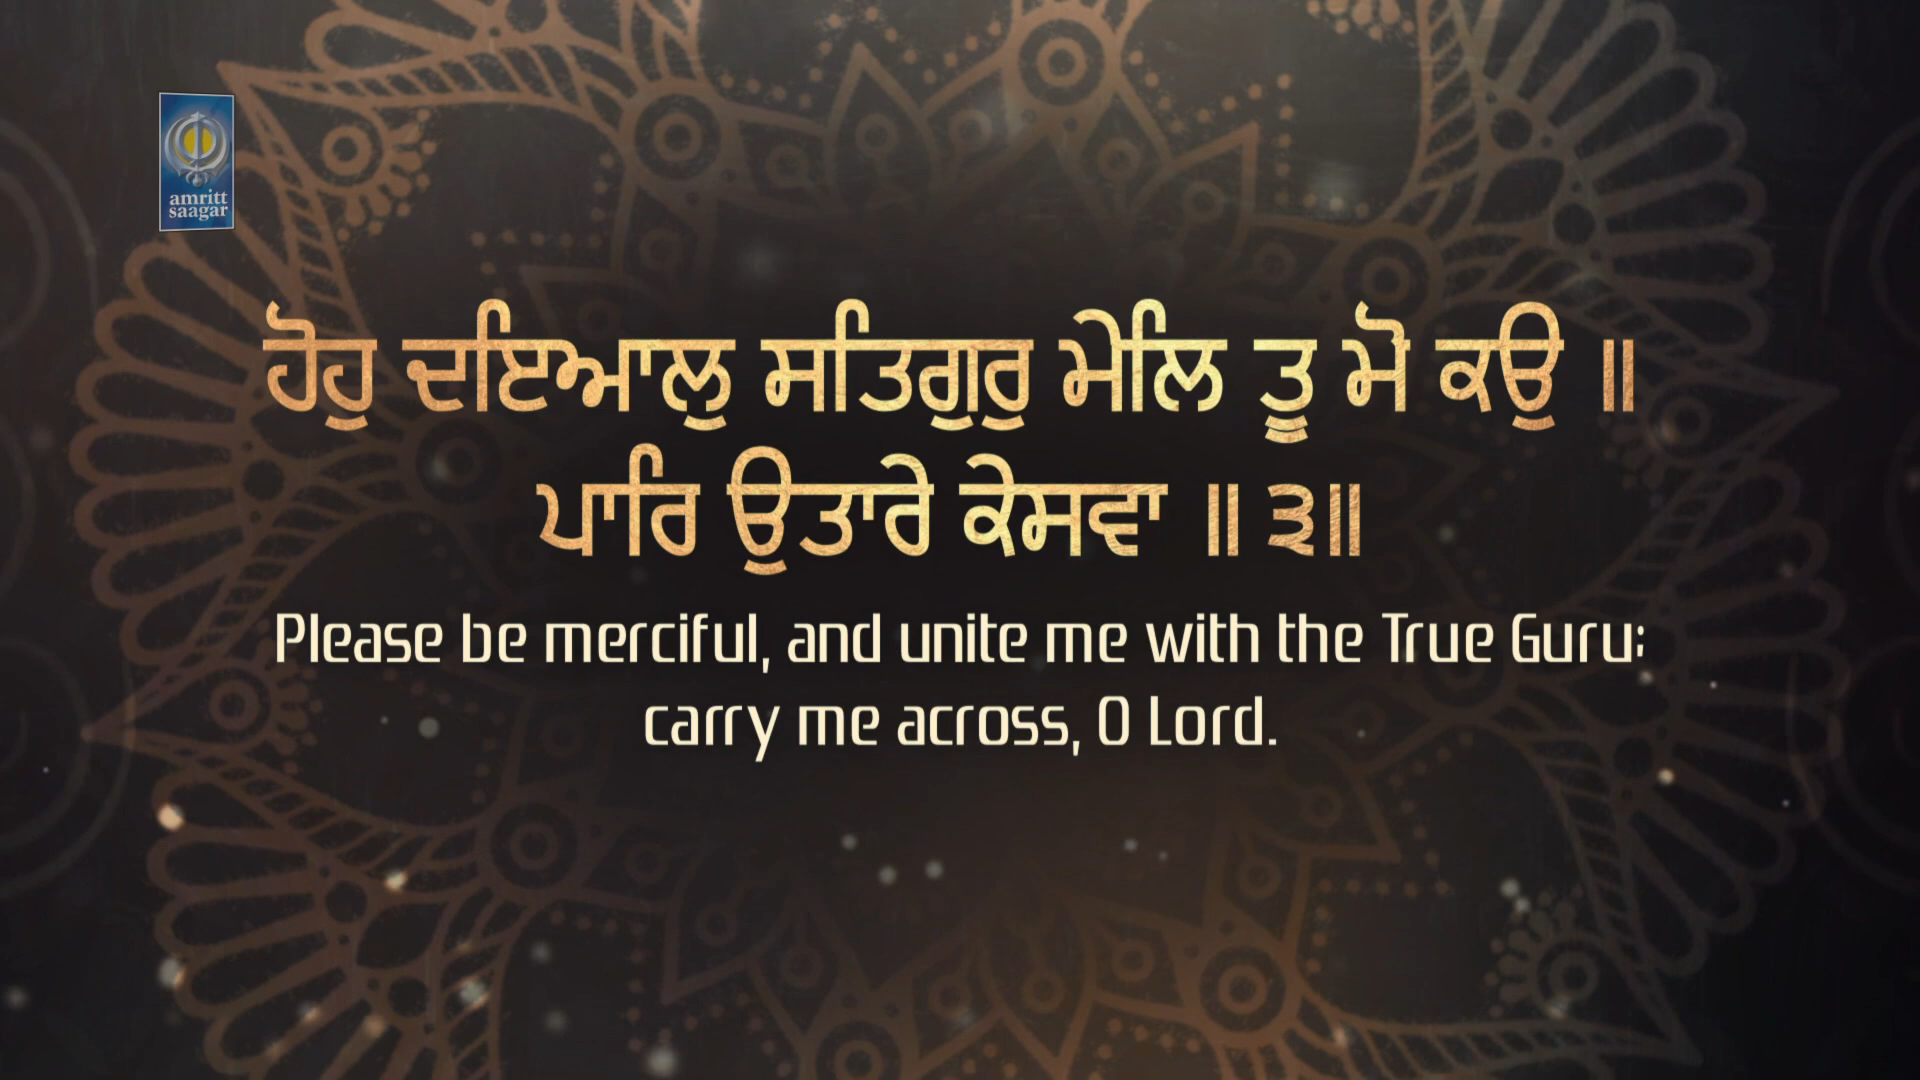 amritt
saagar
ਹੋਹੁ ਦਇਆਲੁ ਸਤਿਗੁਰੁ ਮੇਲਿ ਤੂ ਮੋ ਕਉ ॥
ਪਾਰਿ ਉਤਾਰੇ ਕੇਸਵਾ ॥ ੩॥
Please be merciful, and unite me with the True Guru;
carry me across, O Lord.